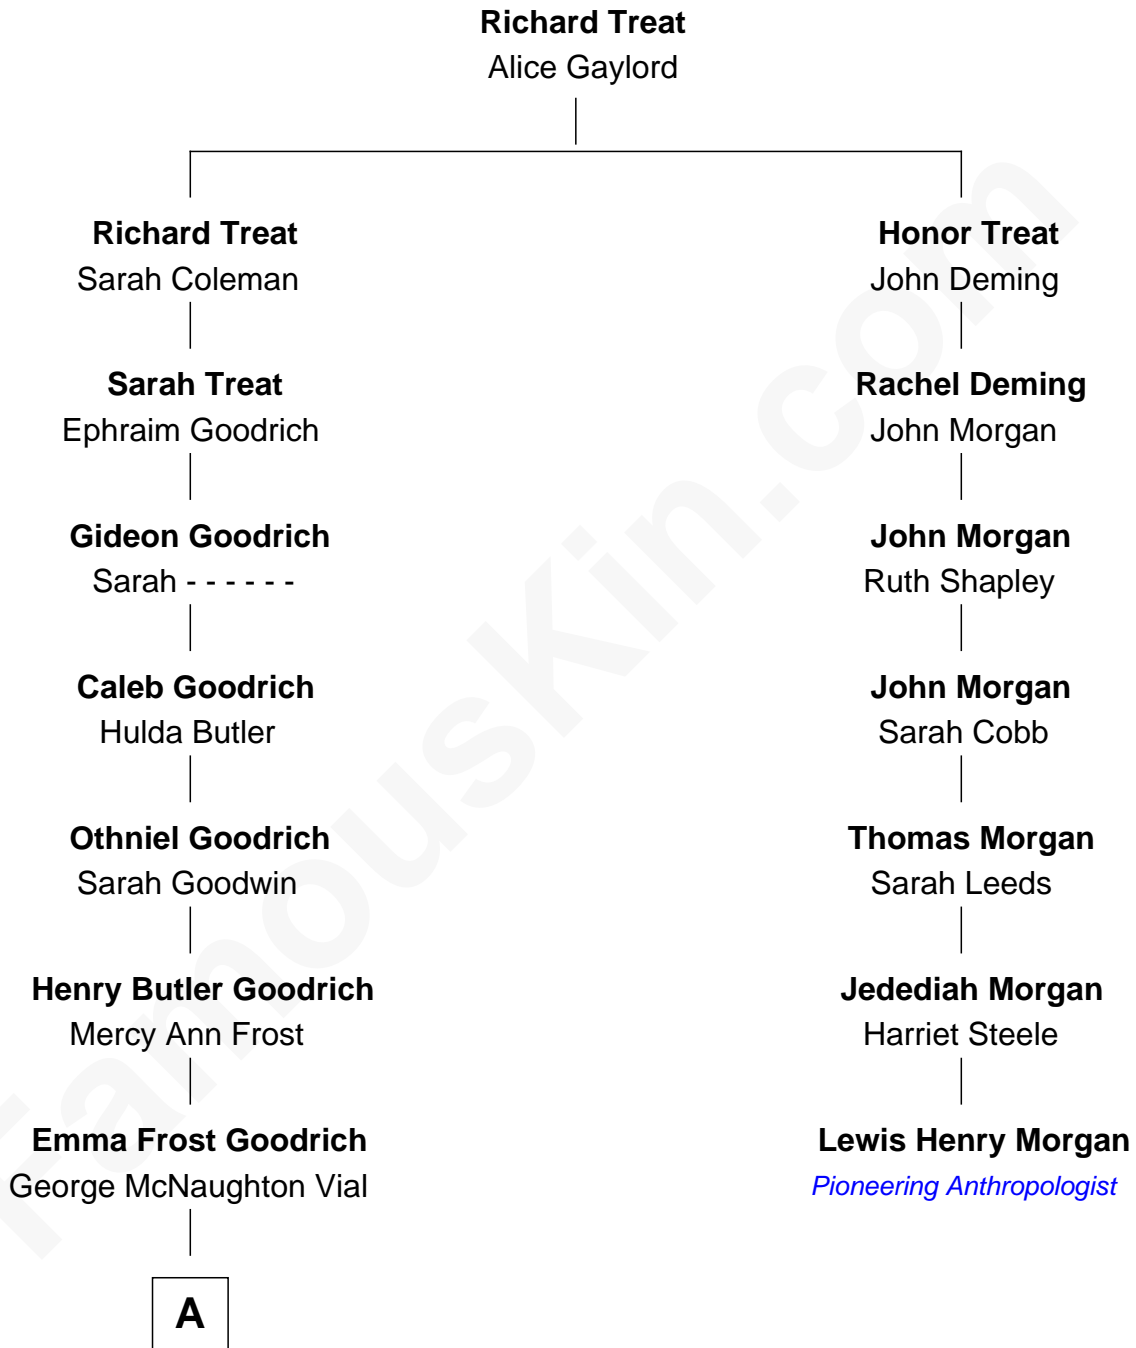 Richard Treat
Alice Gaylord
Richard Treat
Sarah Coleman
Honor Treat
John Deming
Sarah Treat
Ephraim Goodrich
Rachel Deming
John Morgan
Gideon Goodrich
Sarah - - - - - -
John Morgan
Ruth Shapley
Caleb Goodrich
Hulda Butler
John Morgan
Sarah Cobb
Othniel Goodrich
Sarah Goodwin
Thomas Morgan
Sarah Leeds
Henry Butler Goodrich
Mercy Ann Frost
Jedediah Morgan
Harriet Steele
Emma Frost Goodrich
George McNaughton Vial
Lewis Henry Morgan
Pioneering Anthropologist
A
FamousKin.com